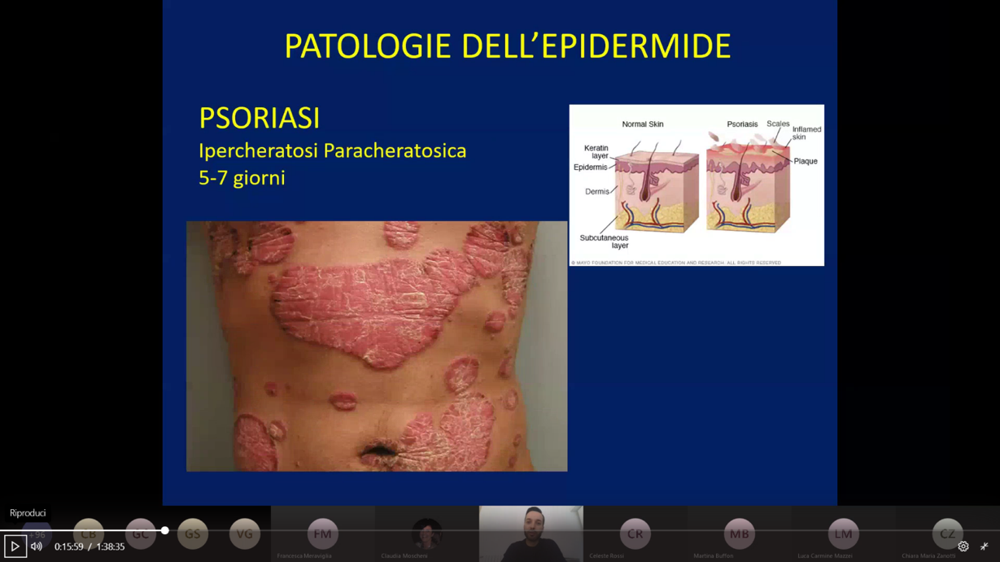 PATOLOGIE DELL'EPIDERMIDE
PSORIASI
Ipercheratosi Paracheratosica
5-7 giorni
Normal Skin
Psoriasis
Scales
Inflamed
skin
Plaque
Keratin
layer
Epidermis
Dermis
Subcutaneous
layer
© MAYO FOUNDATION FOR MEDICAL EDUCATION AND RESEARCH. ALL RIGHTS RESERVED
Riproduci
+96
CB
GC
GS
VG
FM
CR
MB
LM
CZ
0:15:59 / 1:38:35
Francesca Meraviglia
Claudia Moscheni
Celeste Rossi
Martina Buffon
Luca Carmine Mazzei
Chiara Maria Zanotti